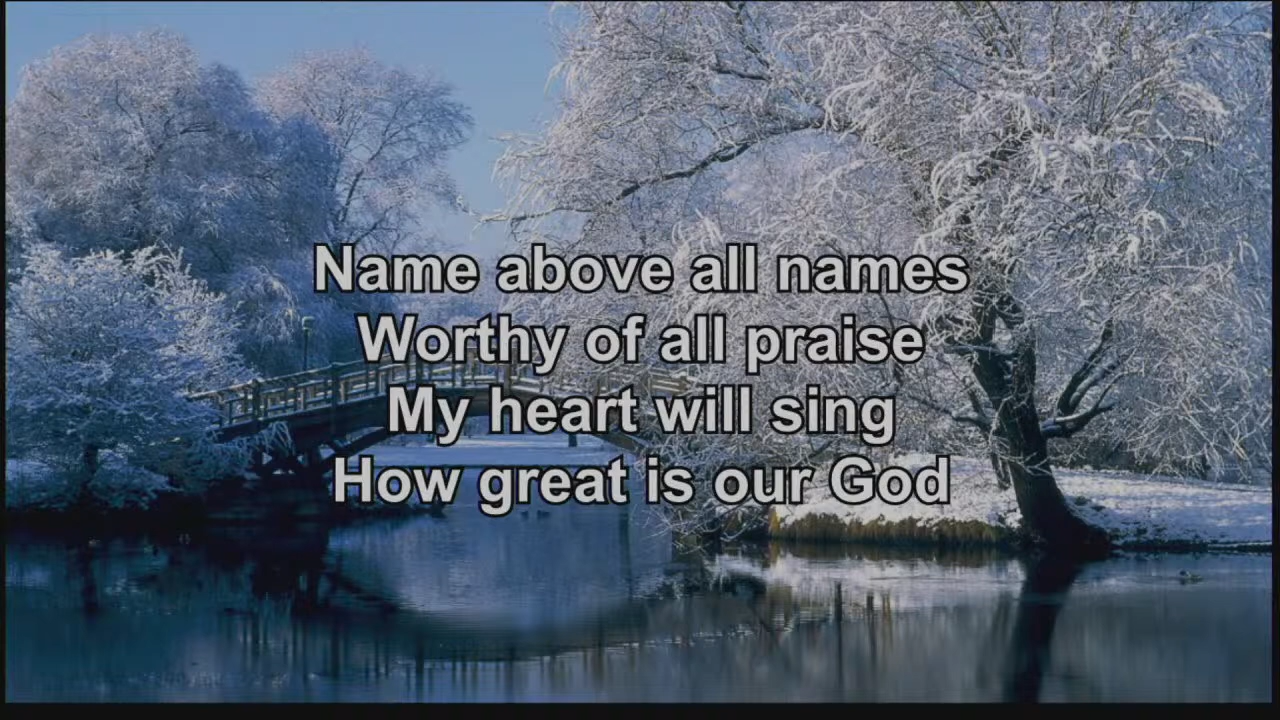 Name above all names
Worthy of all praise
My heart will sing
How great is our God